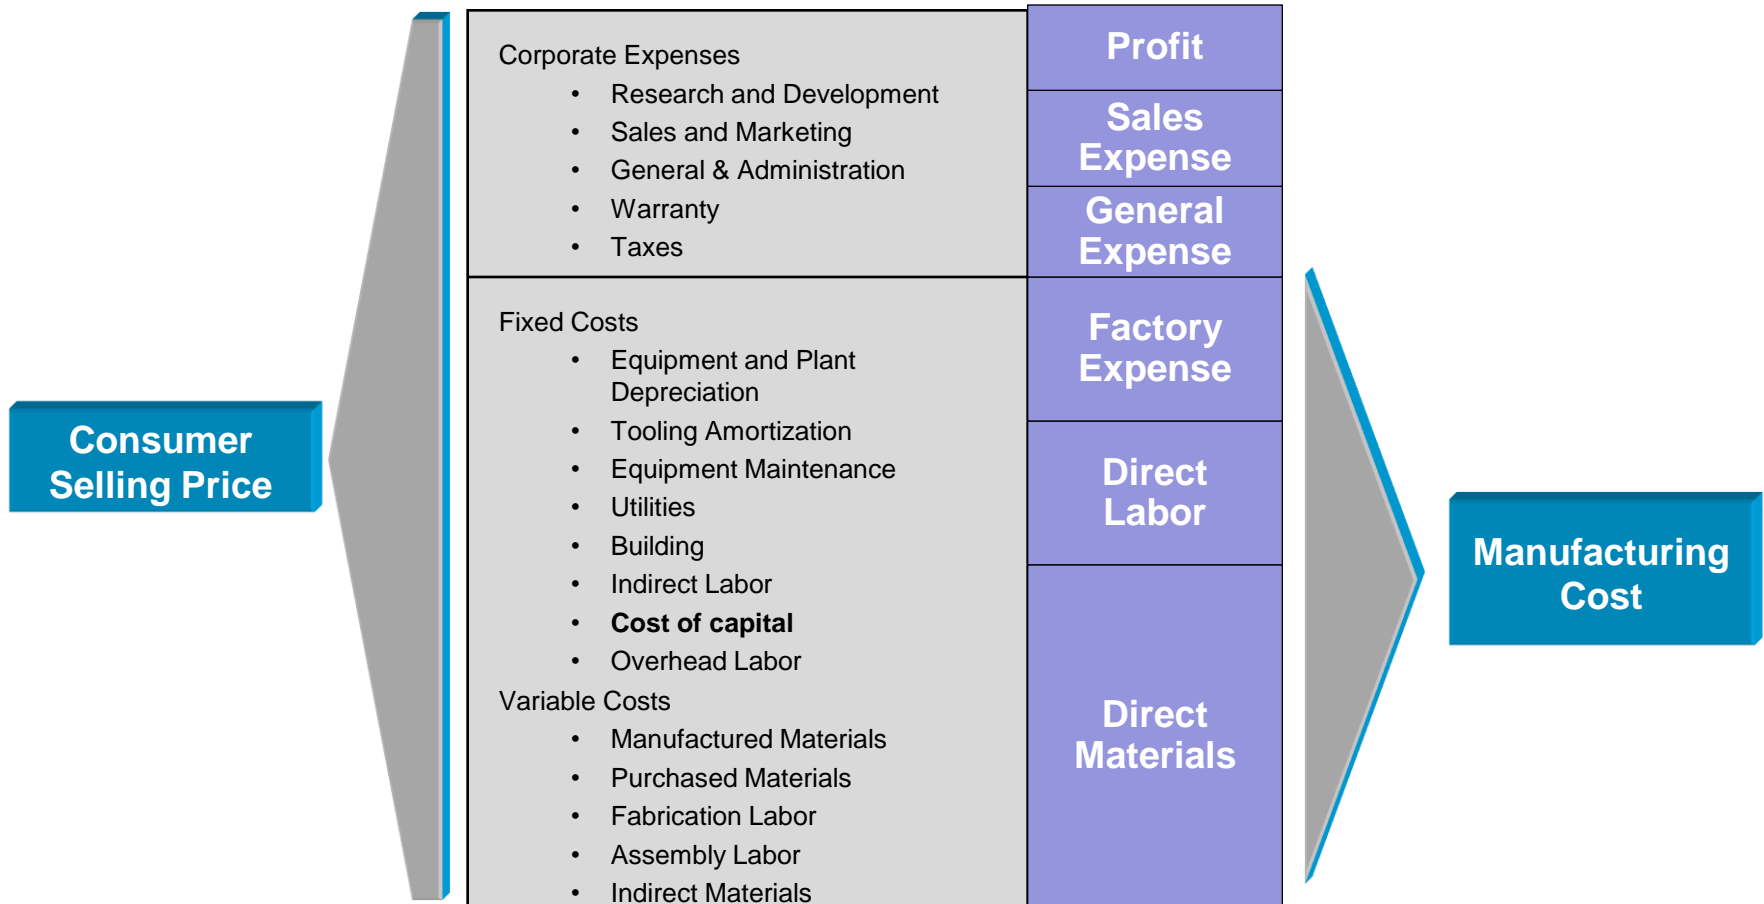 Consumer
Selling Price
Corporate Expenses
• Research and Development
• Sales and Marketing
• General & Administration
• Warranty
• Taxes
Fixed Costs
• Equipment and Plant
Depreciation
• Tooling Amortization
• Equipment Maintenance
• Utilities
• Building
• Indirect Labor
• Cost of capital
• Overhead Labor
Variable Costs
• Manufactured Materials
• Purchased Materials
• Fabrication Labor
• Assembly Labor
• Indirect Materials
Profit
Sales
Expense
General
Expense
Factory
Expense
Direct
Labor
Direct
Materials
Manufacturing
Cost